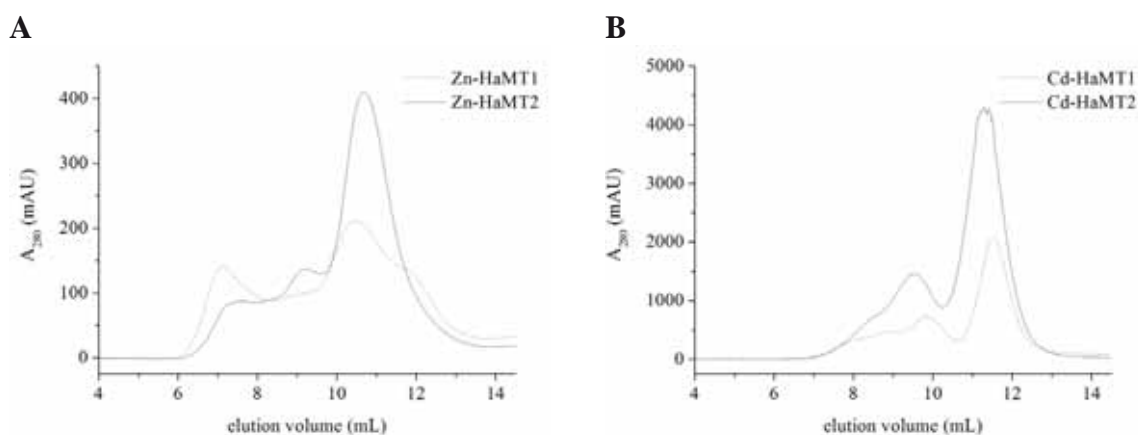 A
Zn-HaMT1
Zn-HaMT2
400
300
200
100
0
A280 (mAU)
4 6 8 10 12 14
elution volume (mL)
B
Cd-HaMT1
Cd-HaMT2
5000
4000
3000
2000
1000
0
A280 (mAU)
4 6 8 10 12 14
elution volume (mL)